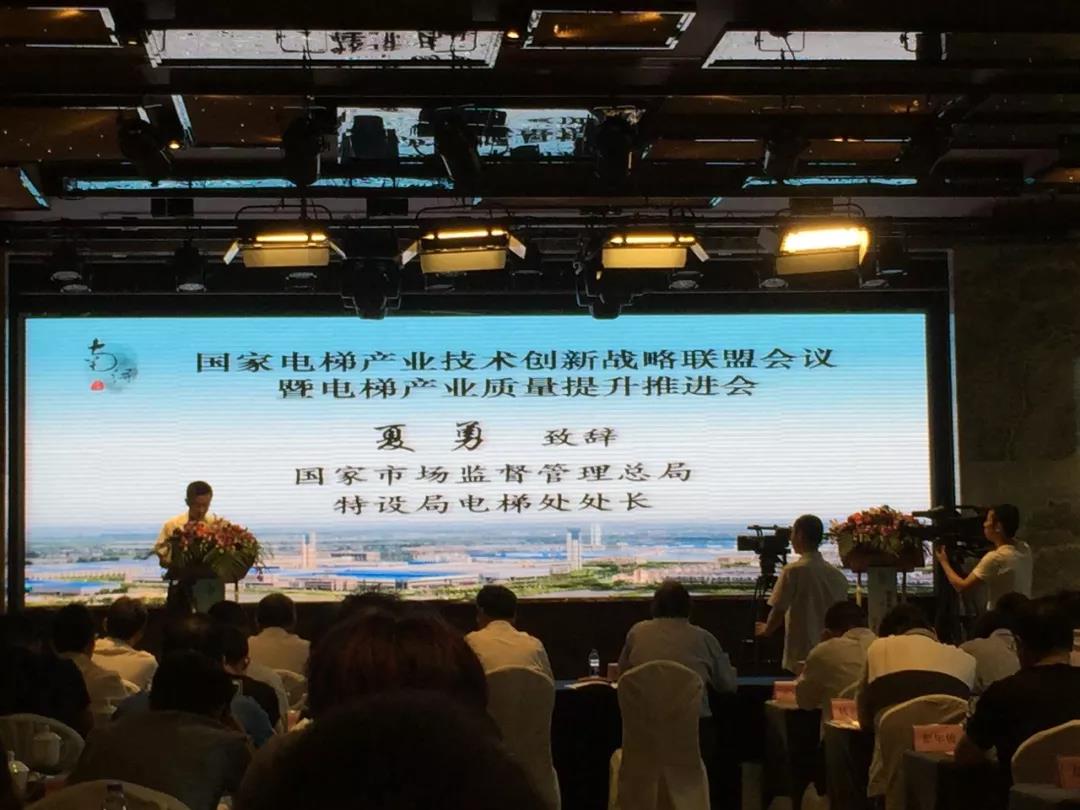 南浔
国家电梯产业技术创新战略联盟会议
暨电梯产业质量提升推进会
夏 勇 致辞
国家市场监督管理总局
特设局电梯处处长